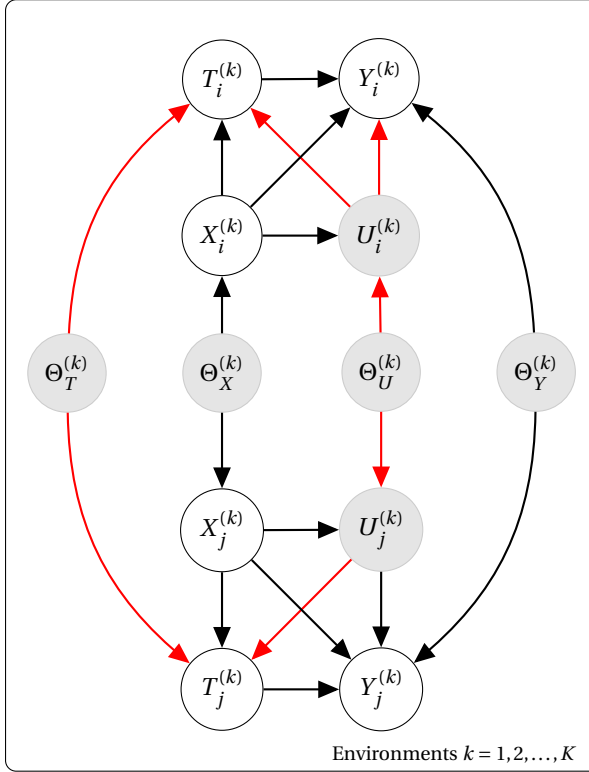 T_i^{(k)} Y_i^{(k)}
X_i^{(k)} U_i^{(k)}
Θ_T^{(k)} Θ_X^{(k)} Θ_U^{(k)} Θ_Y^{(k)}
X_j^{(k)} U_j^{(k)}
T_j^{(k)} Y_j^{(k)}
Environments k = 1, 2, ..., K